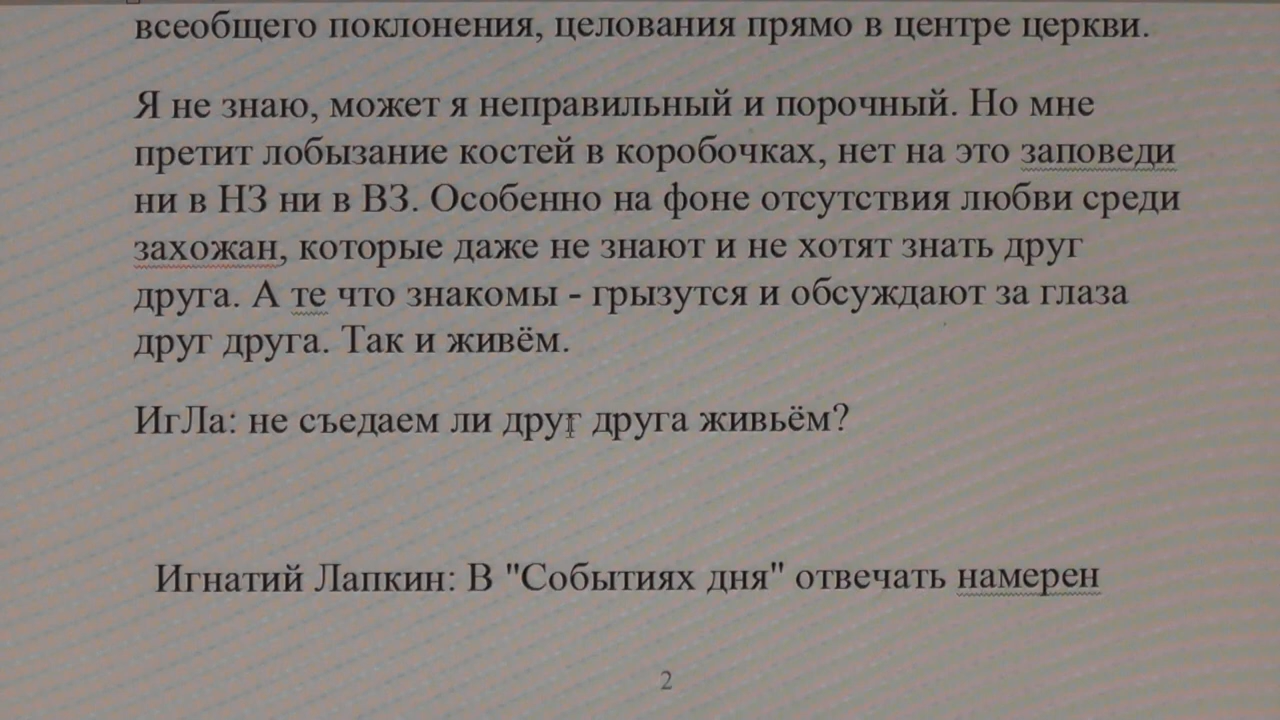 всеобщего поклонения, целования прямо в центре церкви.
Я не знаю, может я неправильный и порочный. Но мне
претит лобызание костей в коробочках, нет на это заповеди
ни в НЗ ни в ВЗ. Особенно на фоне отсутствия любви среди
захожан, которые даже не знают и не хотят знать друг
друга. А те что знакомы - грызутся и обсуждают за глаза
друг друга. Так и живём.
ИгЛа: не съедаем ли друг друга живьём?
Игнатий Лапкин: В "Событиях дня" отвечать намерен
2